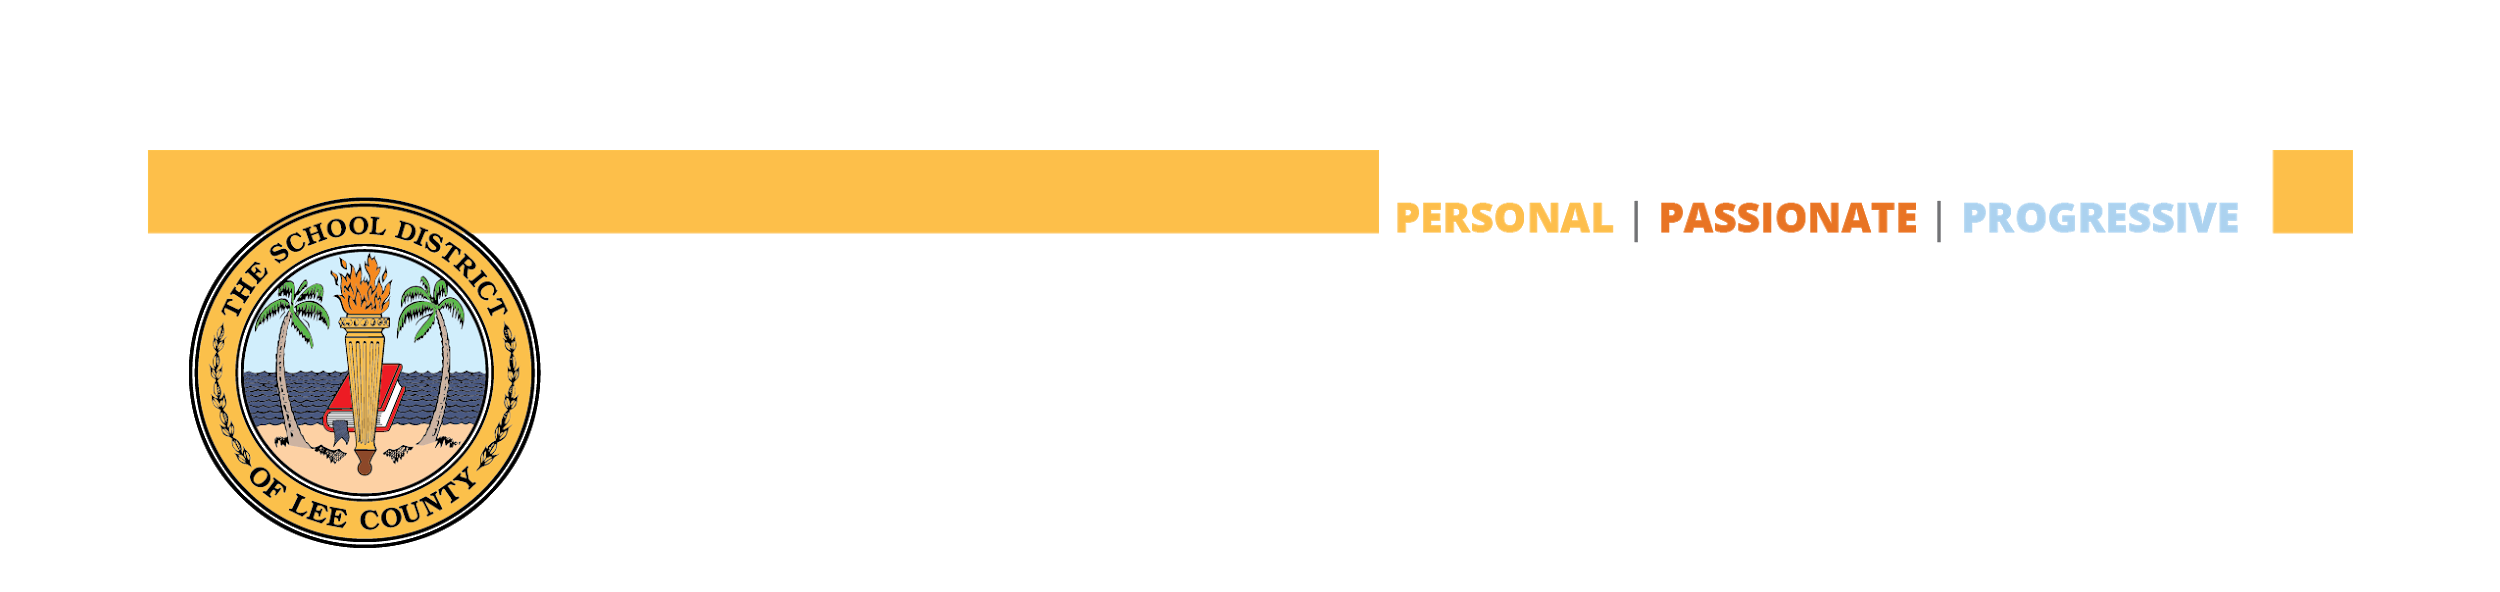 THE SCHOOL DISTRICT
OF LEE COUNTY
PERSONAL | PASSIONATE | PROGRESSIVE